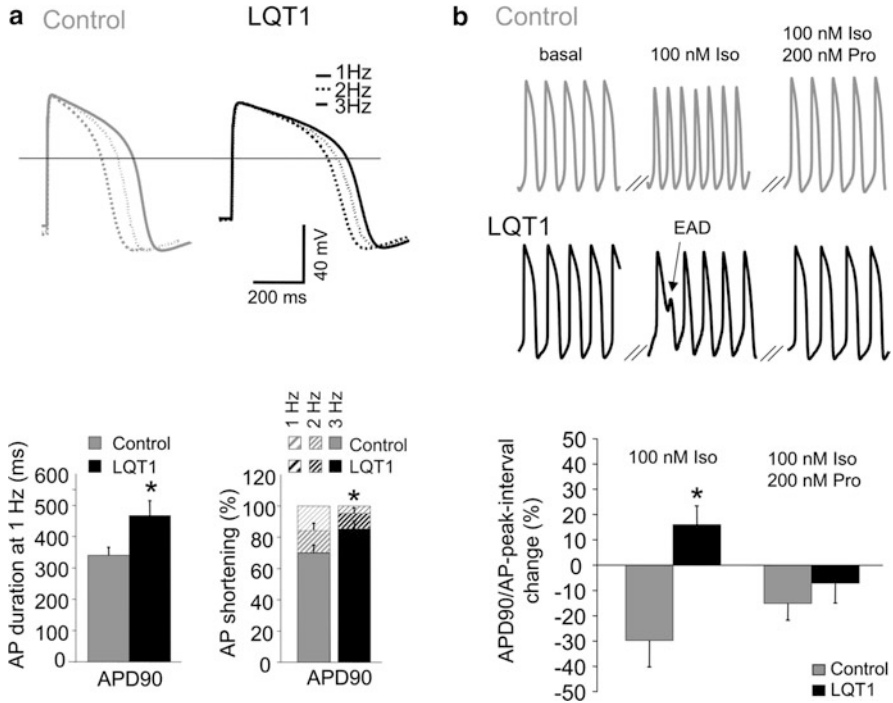 a
Control
LQT1
1Hz
2Hz
3Hz
40 mV
200 ms
b
Control
basal
100 nM Iso
100 nM Iso
200 nM Pro
LQT1
EAD
AP duration at 1 Hz (ms)
600
500
400
300
200
100
0
Control
LQT1
*
APD90
1 Hz
2 Hz
3 Hz
Control
LQT1
AP shortening (%)
120
100
80
60
40
20
0
*
APD90
APD90/AP-peak-interval
change (%)
50
40
30
20
10
0
-10
-20
-30
-40
-50
100 nM Iso
*
100 nM Iso
200 nM Pro
Control
LQT1